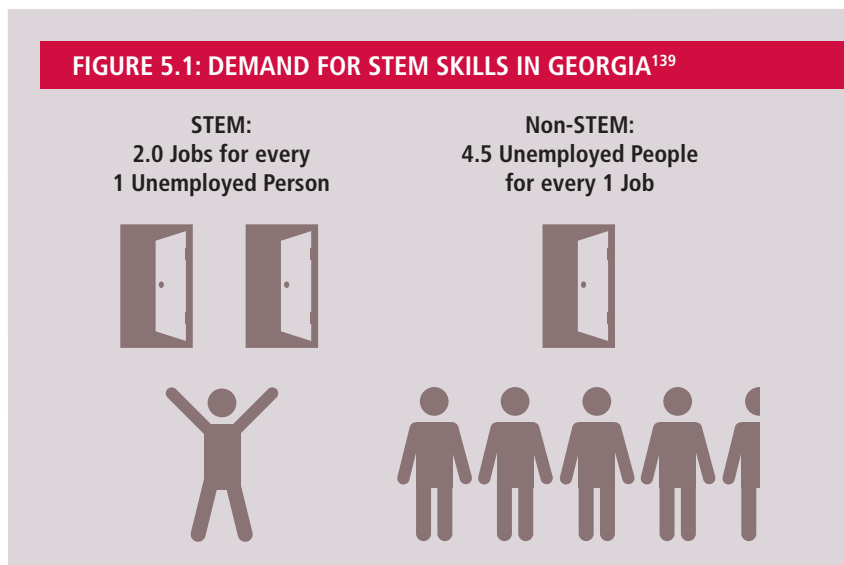 FIGURE 5.1: DEMAND FOR STEM SKILLS IN GEORGIA139
STEM:
2.0 Jobs for every
1 Unemployed Person
Non-STEM:
4.5 Unemployed People
for every 1 Job